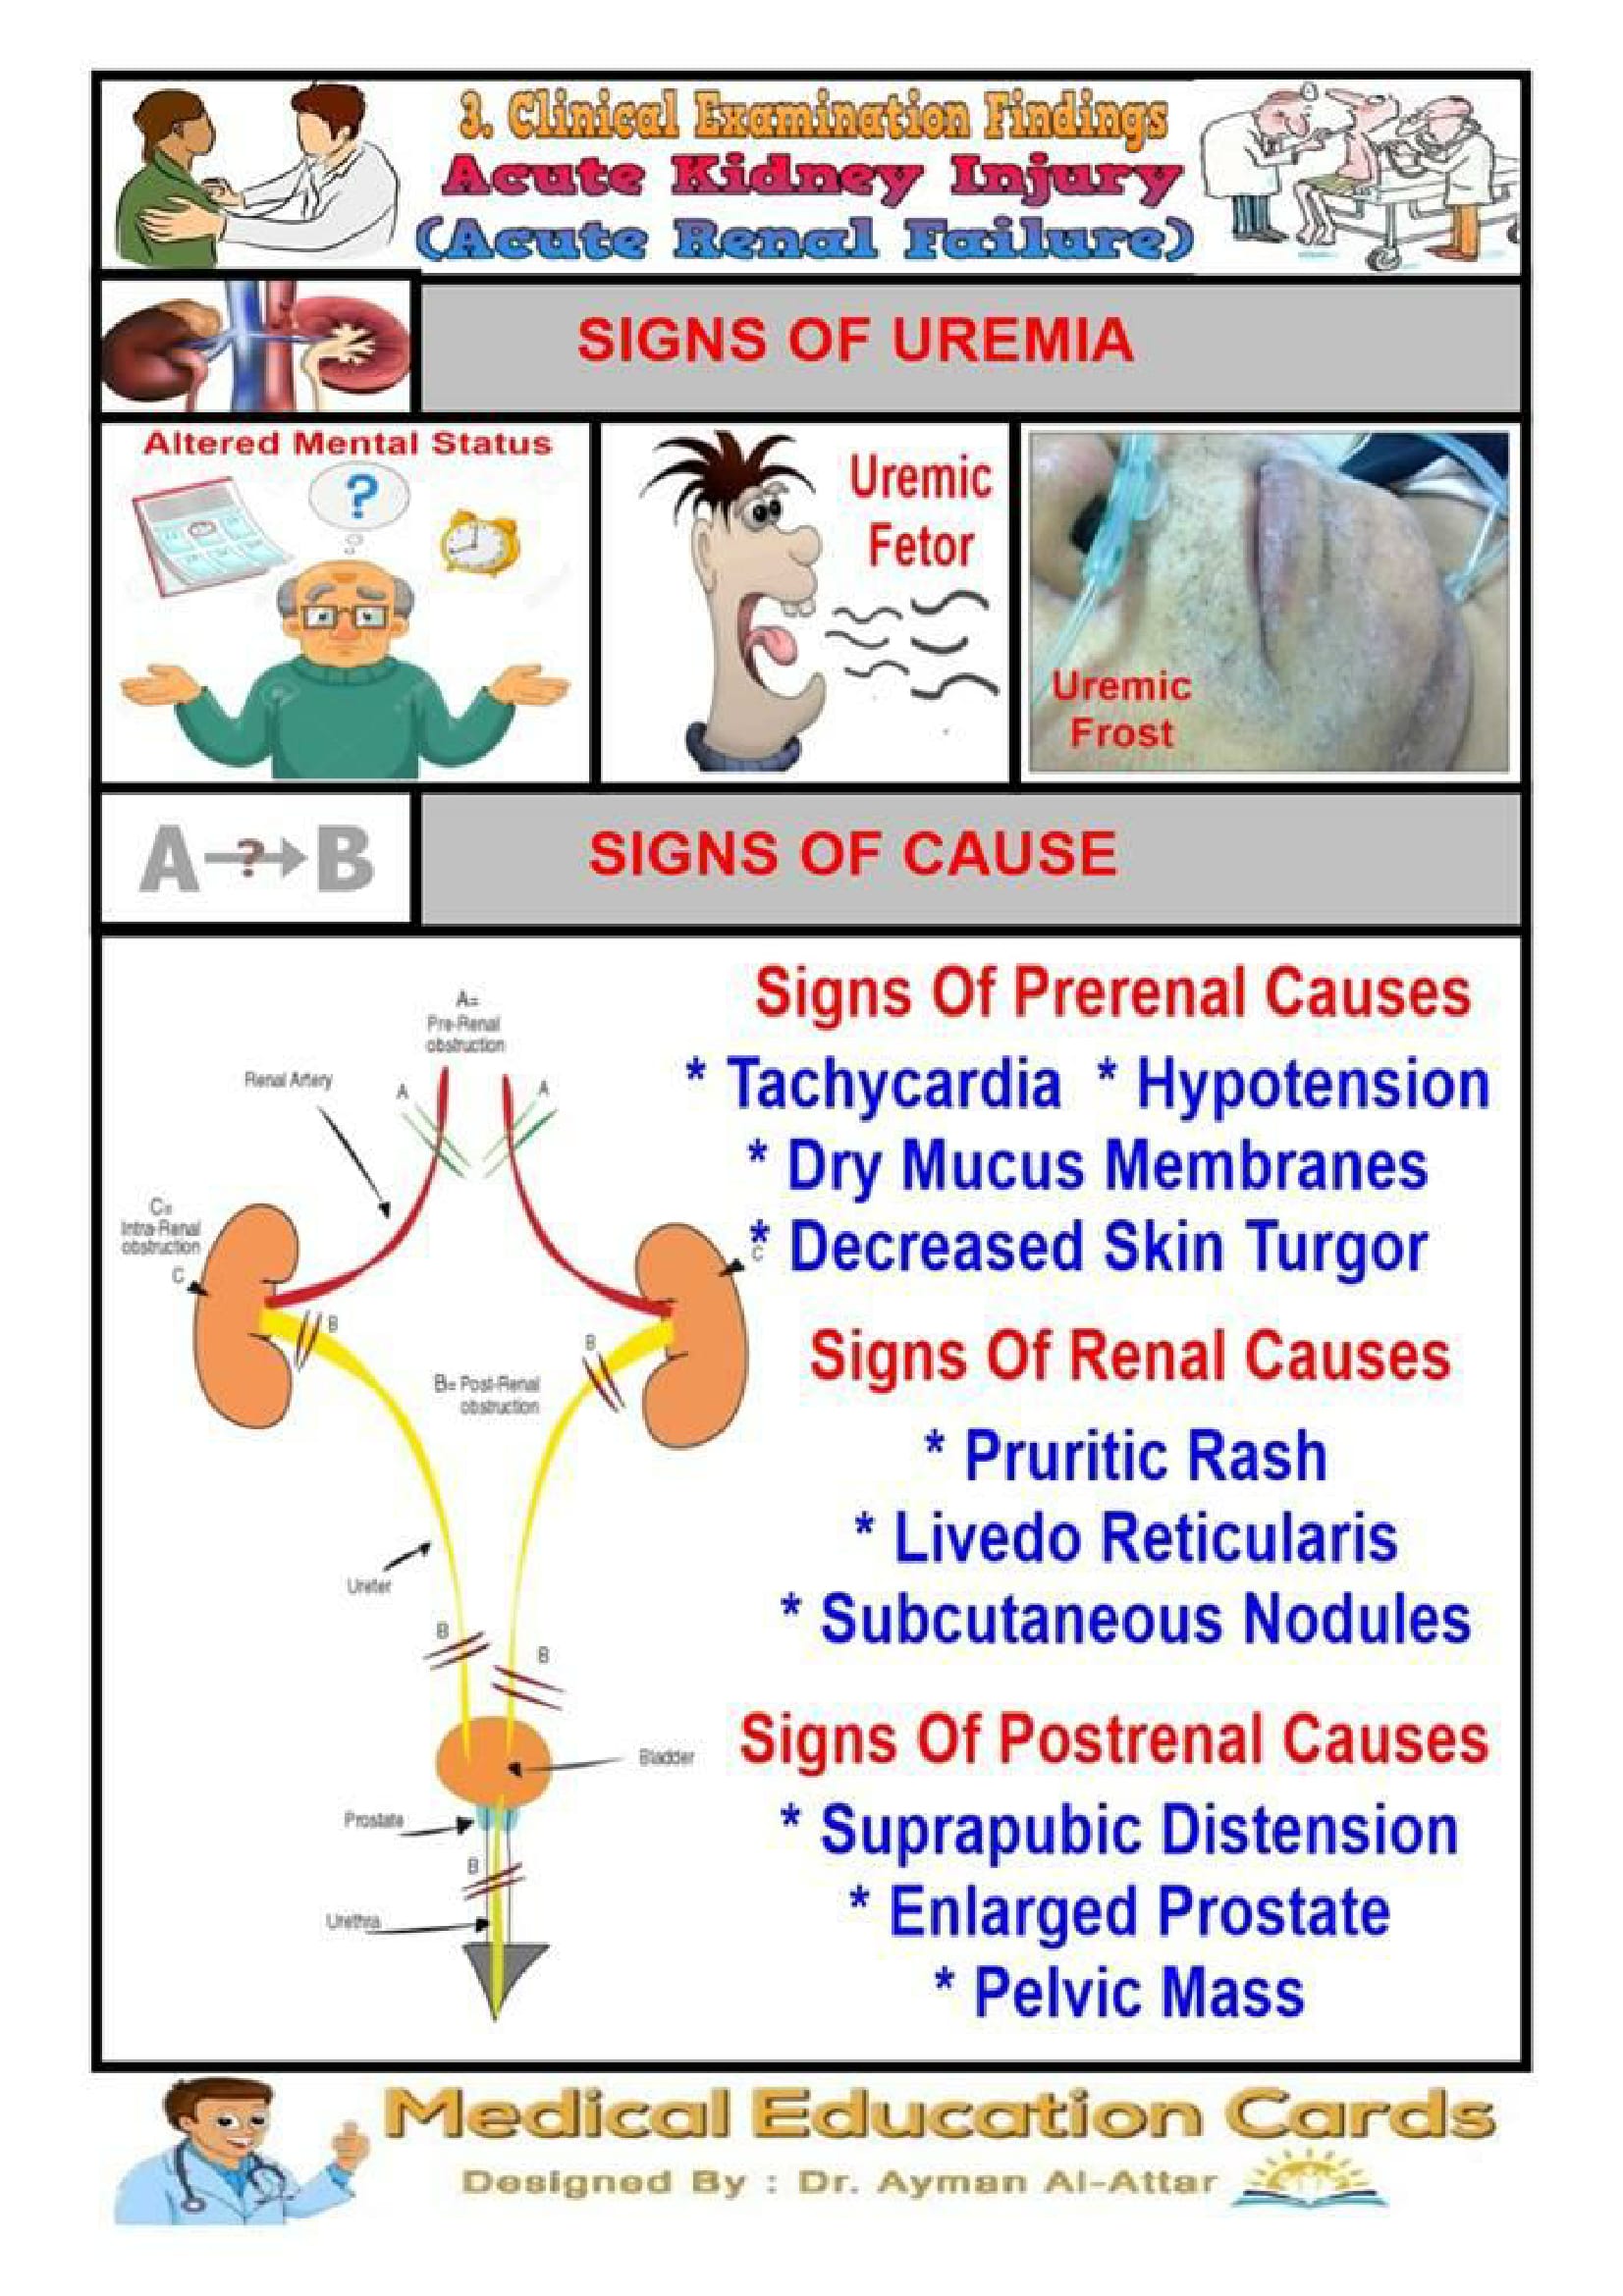 3. Clinical Examination Findings
Acute Kidney Injury
(Acute Renal Failure)
SIGNS OF UREMIA
Altered Mental Status
?
Uremic
Fetor
Uremic
Frost
A ? B
SIGNS OF CAUSE
A=
Pre-Renal
obstruction
Renal Artery
A
A
C=
Intra-Renal
obstruction
C
C
B
B
B= Post-Renal
obstruction
Ureter
B
B
Bladder
Prostate
B
Urethra
Signs Of Prerenal Causes
* Tachycardia * Hypotension
* Dry Mucus Membranes
* Decreased Skin Turgor
Signs Of Renal Causes
* Pruritic Rash
* Livedo Reticularis
* Subcutaneous Nodules
Signs Of Postrenal Causes
* Suprapubic Distension
* Enlarged Prostate
* Pelvic Mass
Medical Education Cards
Designed By : Dr. Ayman Al-Attar